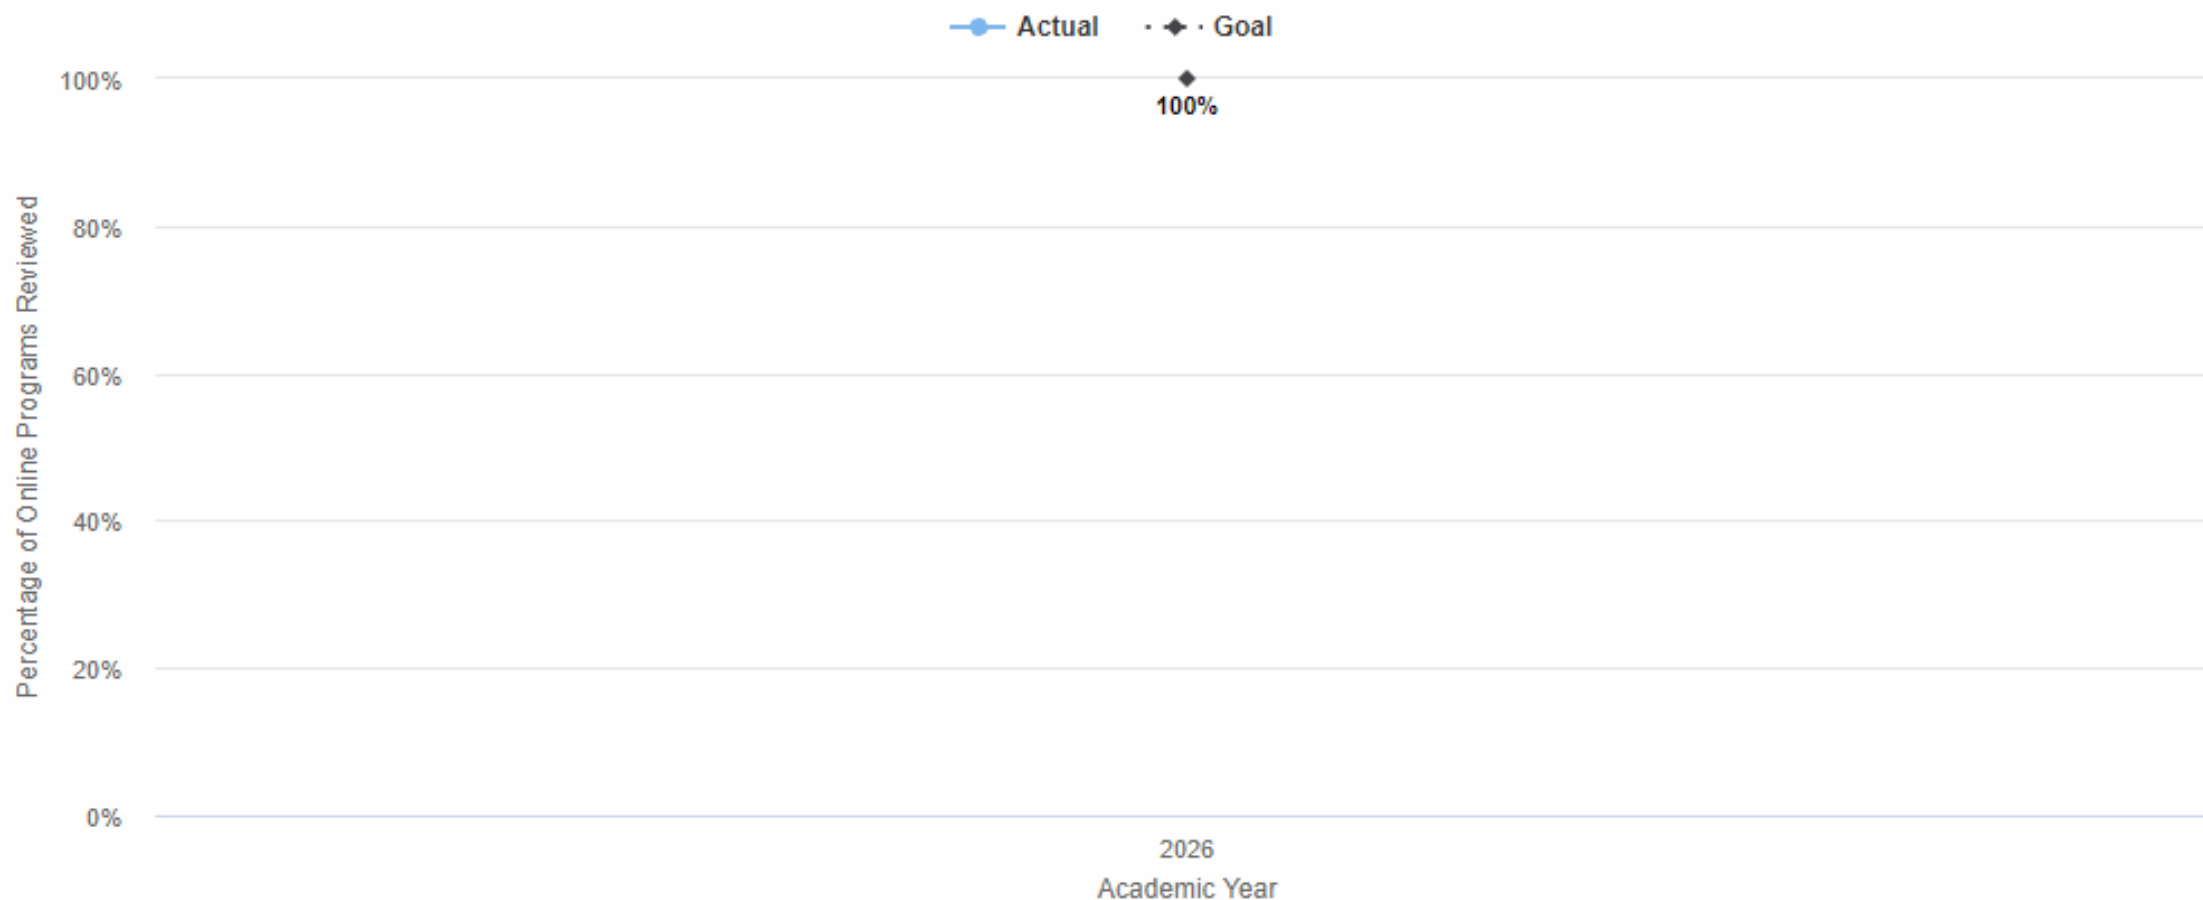 Actual Goal
100%
100%
80%
60%
40%
20%
0%
Percentage of Online Programs Reviewed
2026
Academic Year